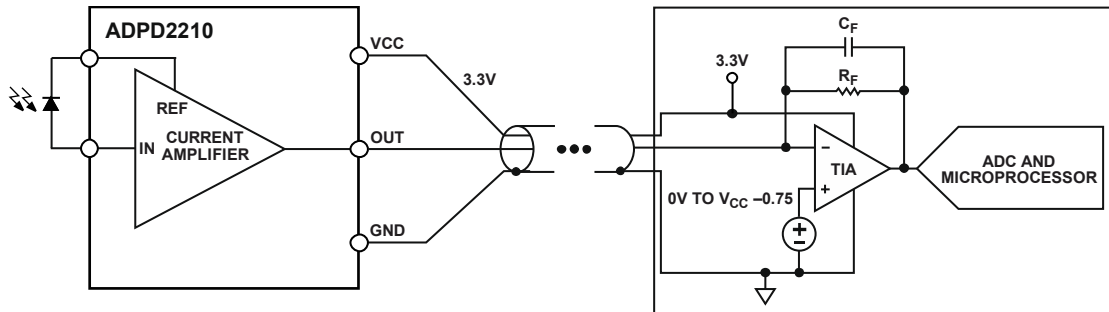 ADPD2210
VCC
REF
IN
CURRENT
AMPLIFIER
OUT
GND
3.3V
3.3V
CF
RF
–
TIA
+
0V TO VCC –0.75
+
–
ADC AND
MICROPROCESSOR